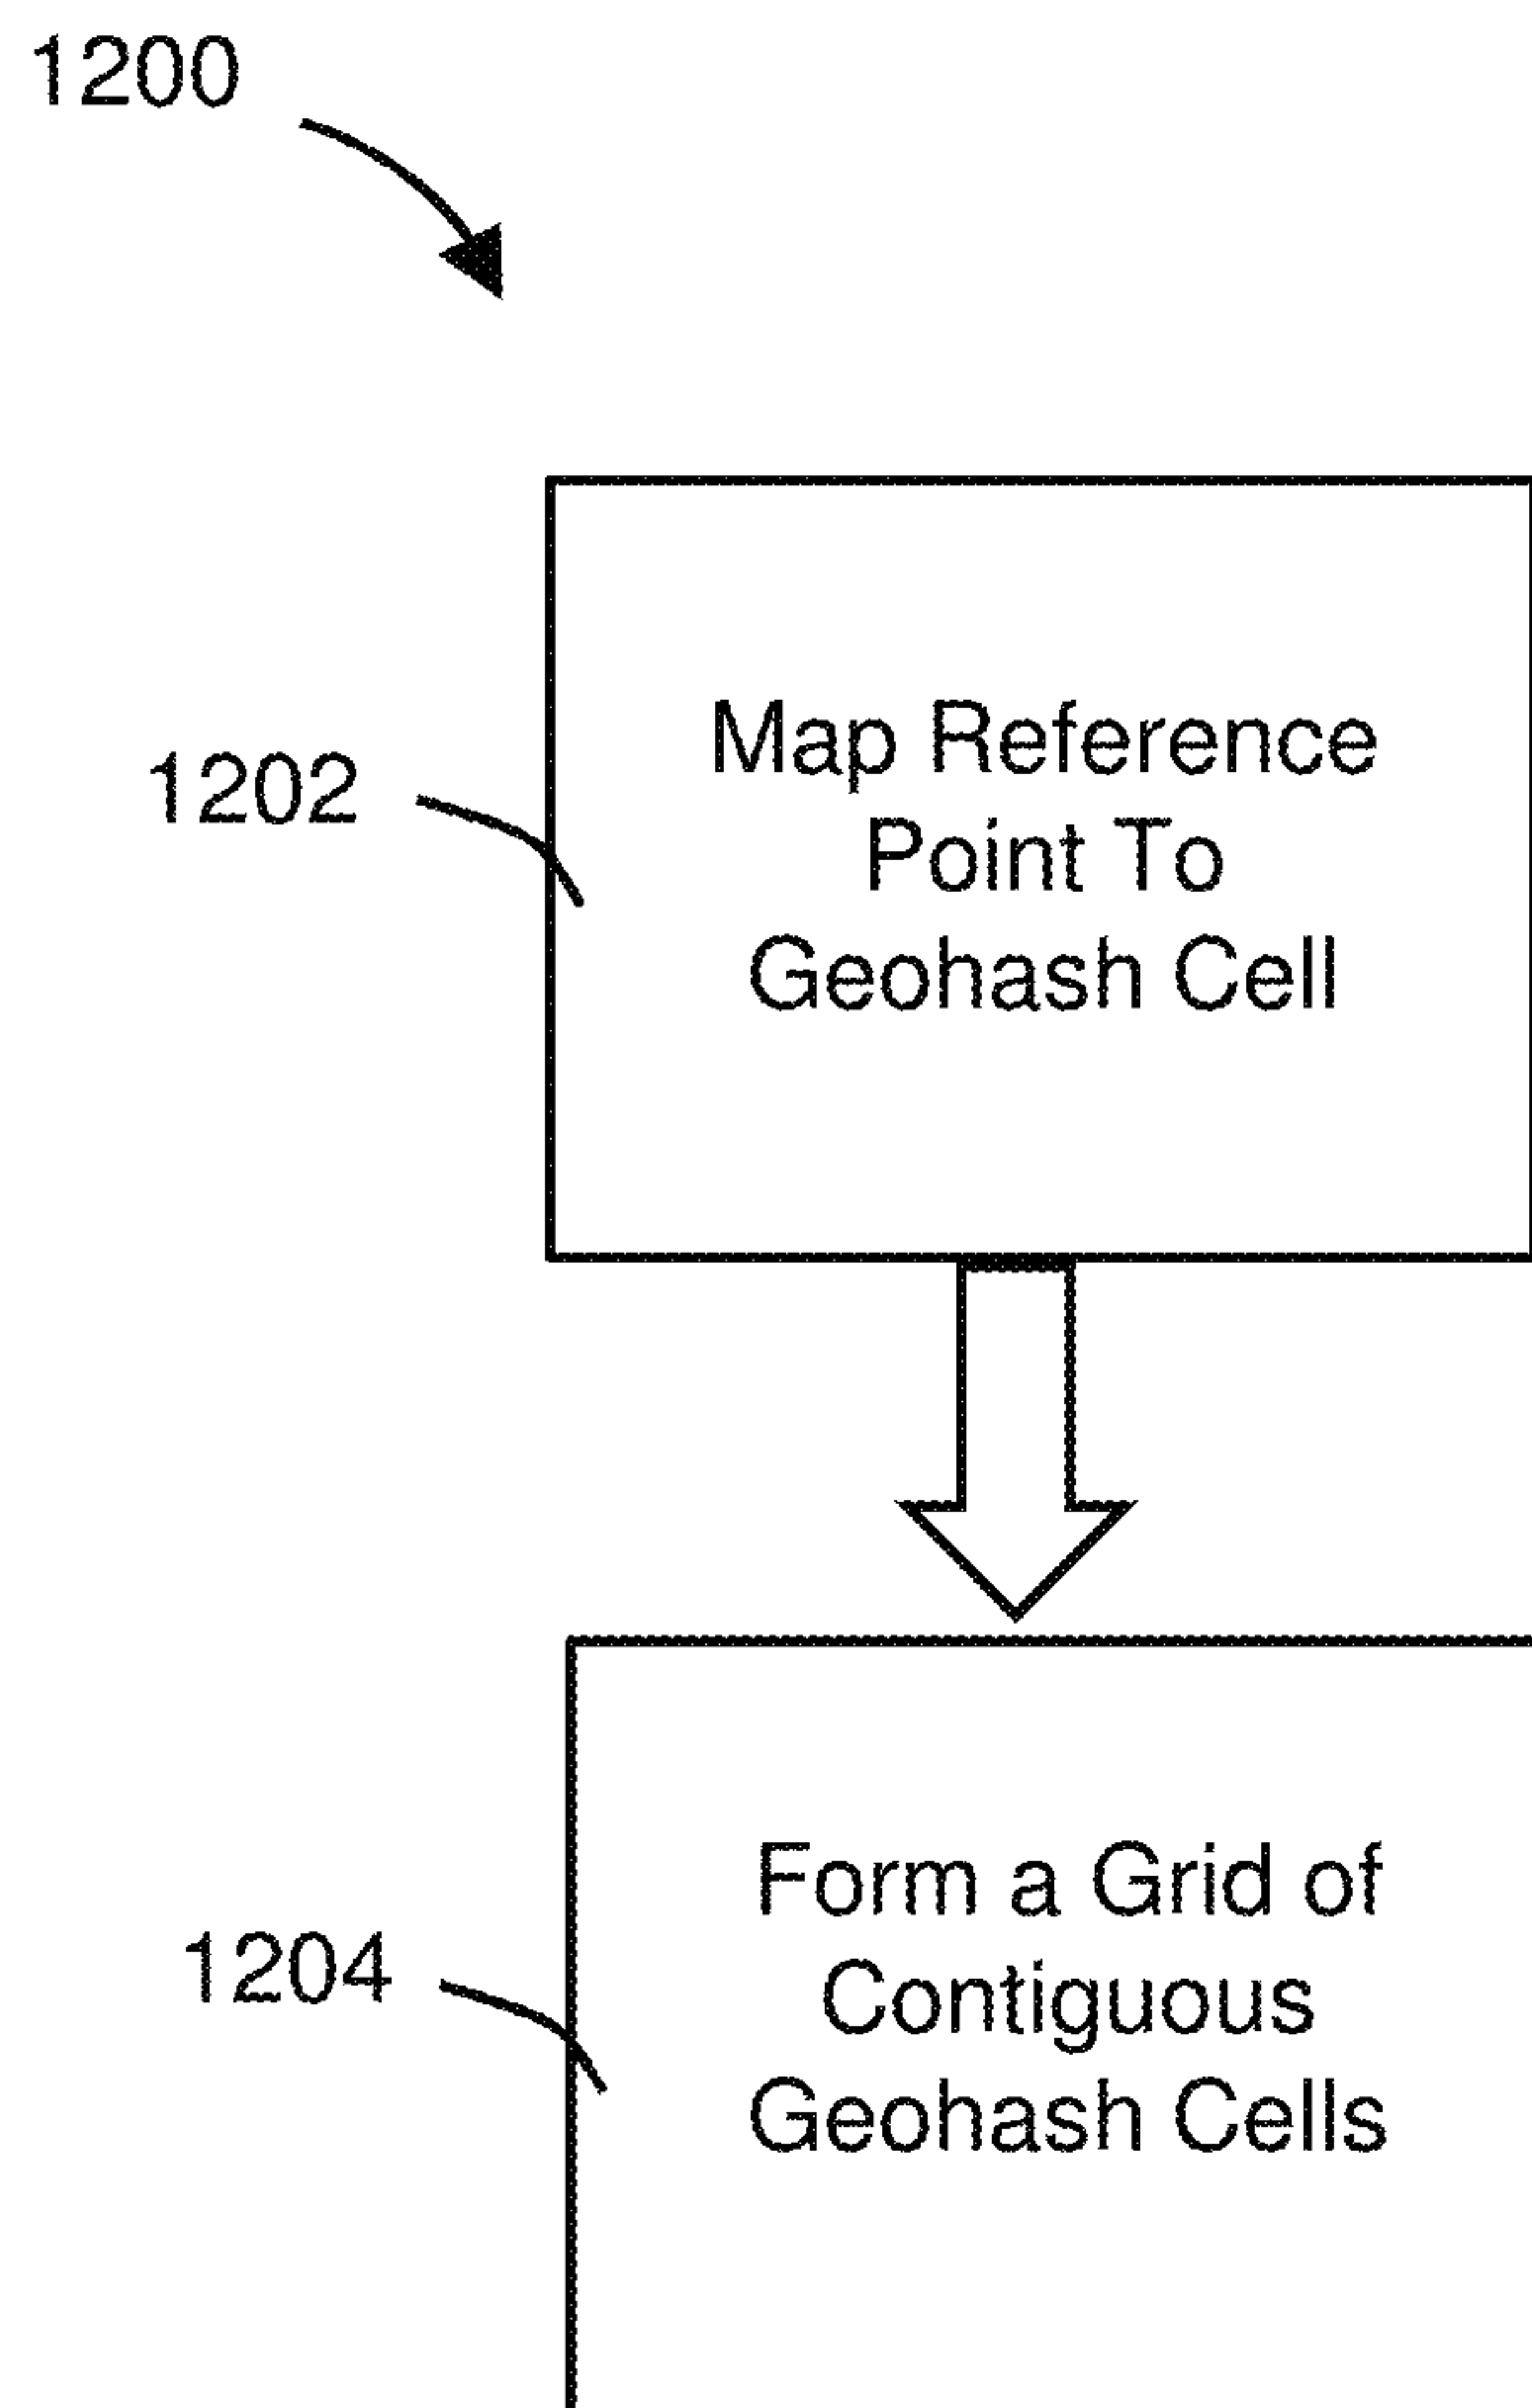 1200
1202
Map Reference
Point To
Geohash Cell
1204
Form a Grid of
Contiguous
Geohash Cells